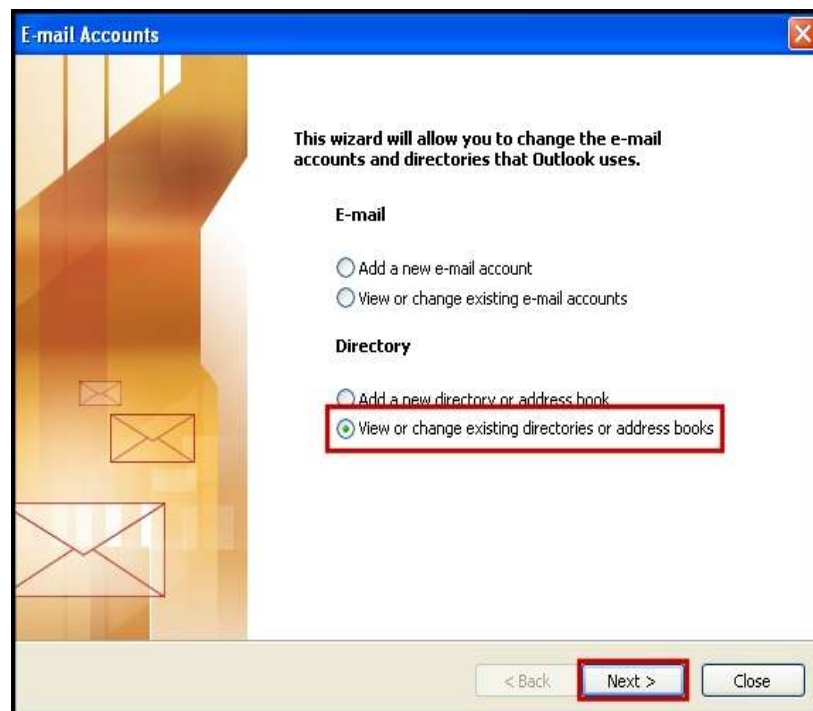 E-mail Accounts
This wizard will allow you to change the e-mail
accounts and directories that Outlook uses.
E-mail
Add a new e-mail account
View or change existing e-mail accounts
Directory
Add a new directory or address book
View or change existing directories or address books
< Back Next > Close